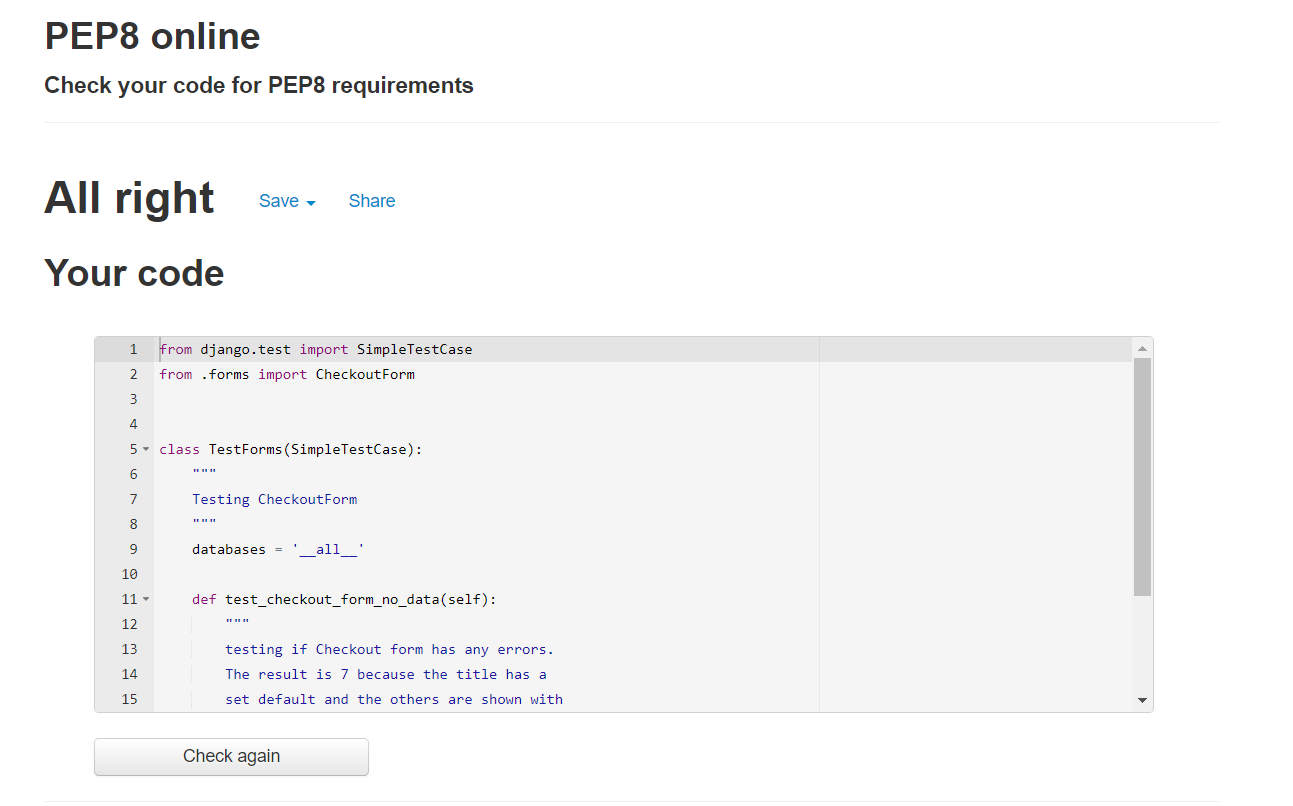 PEP8 online
Check your code for PEP8 requirements
All right Save Share
Your code
1 from django.test import SimpleTestCase
2 from .forms import CheckoutForm
3
4
5 class TestForms(SimpleTestCase):
6 """
7 Testing CheckoutForm
8 """
9 databases = '__all__'
10
11 def test_checkout_form_no_data(self):
12 """
13 testing if Checkout form has any errors.
14 The result is 7 because the title has a
15 set default and the others are shown with
Check again